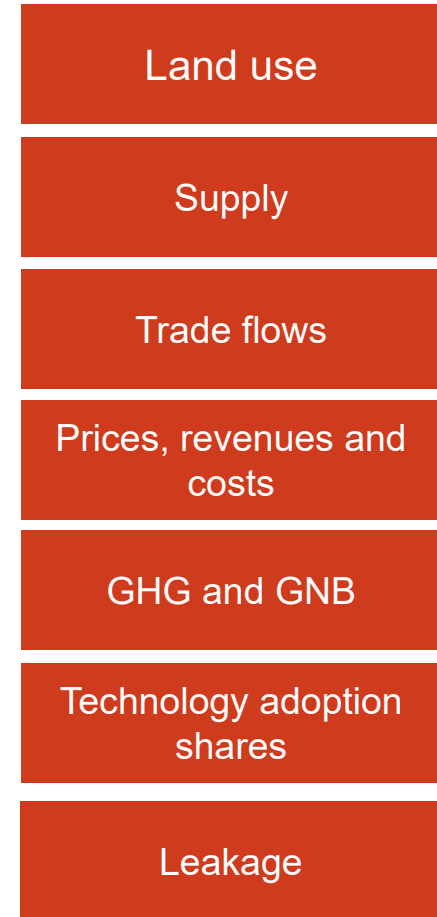 Land use
Supply
Trade flows
Prices, revenues and
costs
GHG and GNB
Technology adoption
shares
Leakage